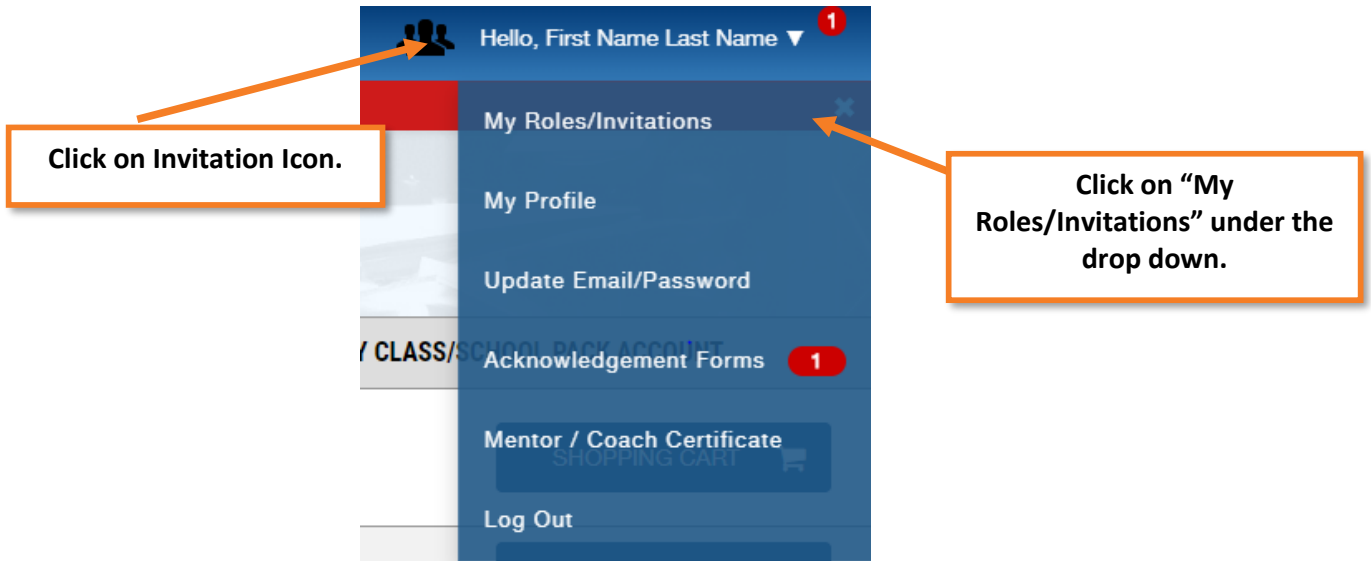 Hello, First Name Last Name ▼ 1
My Roles/Invitations
Click on Invitation Icon.
Click on “My
Roles/Invitations” under the
drop down.
My Profile
Update Email/Password
Y CLASS/SCHOOL PACK ACCOUNT
Acknowledgement Forms 1
Mentor / Coach Certificate
SHOPPING CART
Log Out